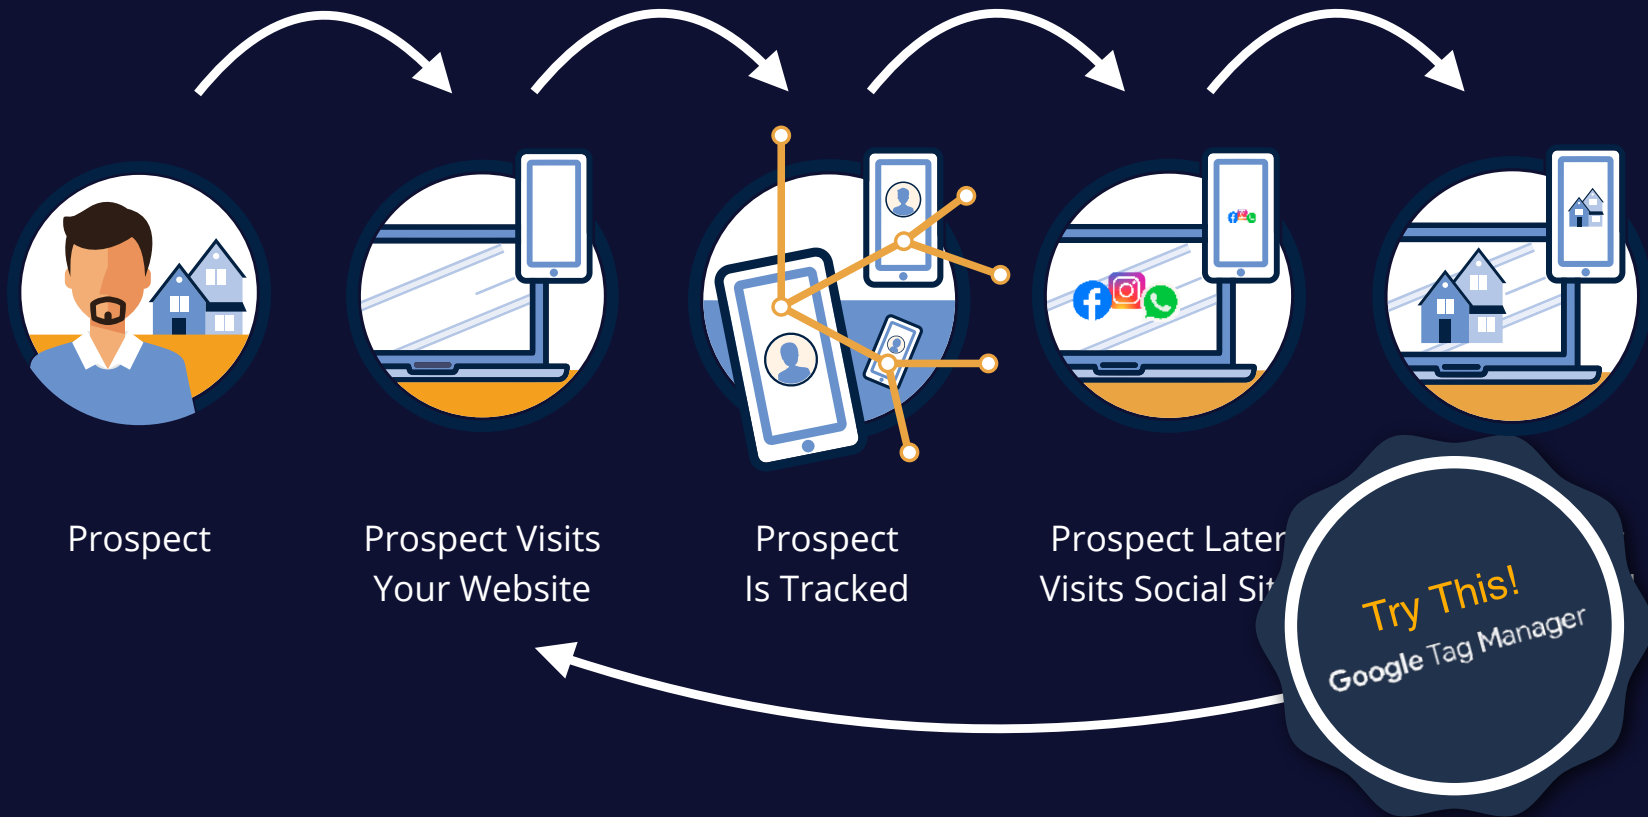 Prospect
Prospect Visits
Your Website
Prospect
Is Tracked
Prospect Later
Visits Social
Try This!
Google Tag Manager